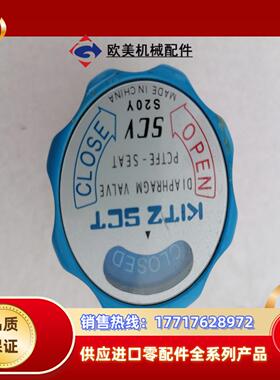 欧美机械配件
KITZ SCT
DIAPHRAGM VALVE
PCTFE-SEAT
OPEN
CLOSE
SCV
S20Y
MADE IN CHINA
CLOSED
品质
保证
销售热线：17717628972
供应进口零配件全系列产品